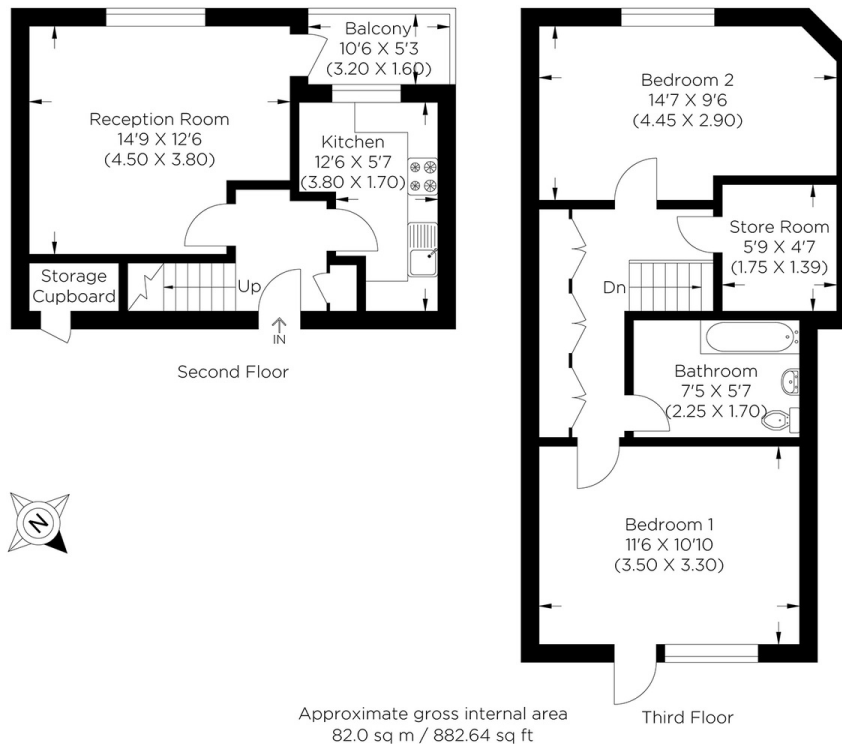 Balcony
10'6 X 5'3
(3.20 X 1.60)
Reception Room
14'9 X 12'6
(4.50 X 3.80)
Kitchen
12'6 X 5'7
(3.80 X 1.70)
Storage
Cupboard
Up
IN
Second Floor
Bedroom 2
14'7 X 9'6
(4.45 X 2.90)
Store Room
5'9 X 4'7
(1.75 X 1.39)
Dn
Bathroom
7'5 X 5'7
(2.25 X 1.70)
Bedroom 1
11'6 X 10'10
(3.50 X 3.30)
N
Third Floor
Approximate gross internal area
82.0 sq m / 882.64 sq ft